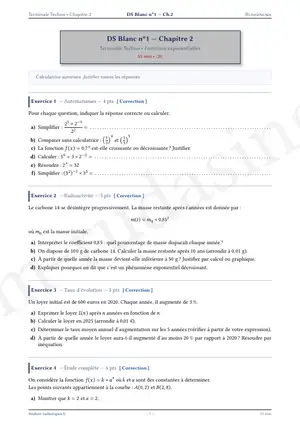 Terminale Techno • Chapitre 2 DS Blanc n°1 — Ch.2
DS Blanc n°1 — Chapitre 2
Terminale Techno • Fonctions exponentielles
Calculatrice autorisée. Justifier toutes les réponses.
Exercice 1 — Automatismes — 4 pts [ Correction ]
Pour chaque question, indiquer la réponse correcte ou calculer.
a) Simplifier :
b) Comparer sans calculatrice :
c) La fonction f(x) = 0.7ˣ est-elle croissante ou décroissante ? Justifier.
d) Calculer : 5⁰ + 3 × 2⁻² =
e) Résoudre : 2ˣ = 32
f) Simplifier : (3²)⁻¹ × 3⁵ =
Exercice 2 — Radioactivité — 5 pts [ Correction ]
Le carbone 14 se désintègre progressivement. La masse restante après t années est donnée par :
où m₀ est la masse initiale.
a) Interpréter le coefficient 0,85 : quel pourcentage de masse disparaît chaque année ?
b) On dispose de 100 g de carbone 14. Calculer la masse restante après 10 ans (arrondir à 0.01 g).
c) À partir de quelle année la masse devient-elle inférieure à 50 g ? Justifier par calcul ou graphique.
d) Expliquer pourquoi on dit que c'est un phénomène exponentiel décroissant.
Exercice 3 — Taux d'évolution — 5 pts [ Correction ]
Un loyer initial est de 600 euros en 2020. Chaque année, il augmente de 3 %.
a) Exprimer le loyer L(n) après n années en fonction de n
b) Calculer le loyer en 2025 (arrondir à 0,01 €).
c) Déterminer le taux moyen annuel d'augmentation sur les 5 années (vérifier à partir de votre expression).
d) À partir de quelle année le loyer aura-t-il augmenté d'au moins 20 % par rapport à 2020 ? Résoudre par
inéquation.
Exercice 4 — Étude complète — 4 pts [ Correction ]
On considère la fonction f(x) = k × aˣ où k et a sont des constantes à déterminer.
Les points suivants appartiennent à la courbe : A(0, 2) et B(2, 8).
a) Montrer que k = 2 et a = 2.